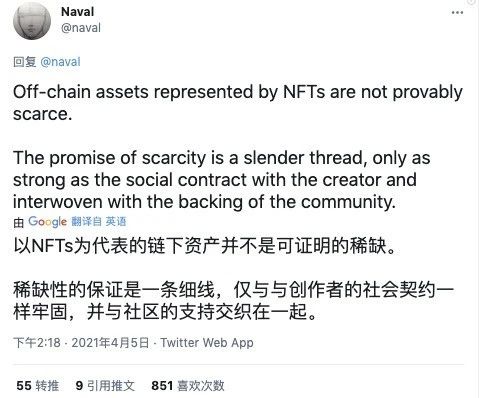 Naval
@naval
回复 @naval
Off-chain assets represented by NFTs are not provably
scarce.
The promise of scarcity is a slender thread, only as
strong as the social contract with the creator and
interwoven with the backing of the community.
由 Google 翻译自 英语
以NFTs为代表的链下资产并不是可证明的稀缺。
稀缺性的保证是一条细线，仅与与创作者的社会契约一
样牢固，并与社区的支持交织在一起。
下午2:18 · 2021年4月5日 · Twitter Web App
55 转推 9 引用推文 851 喜欢次数